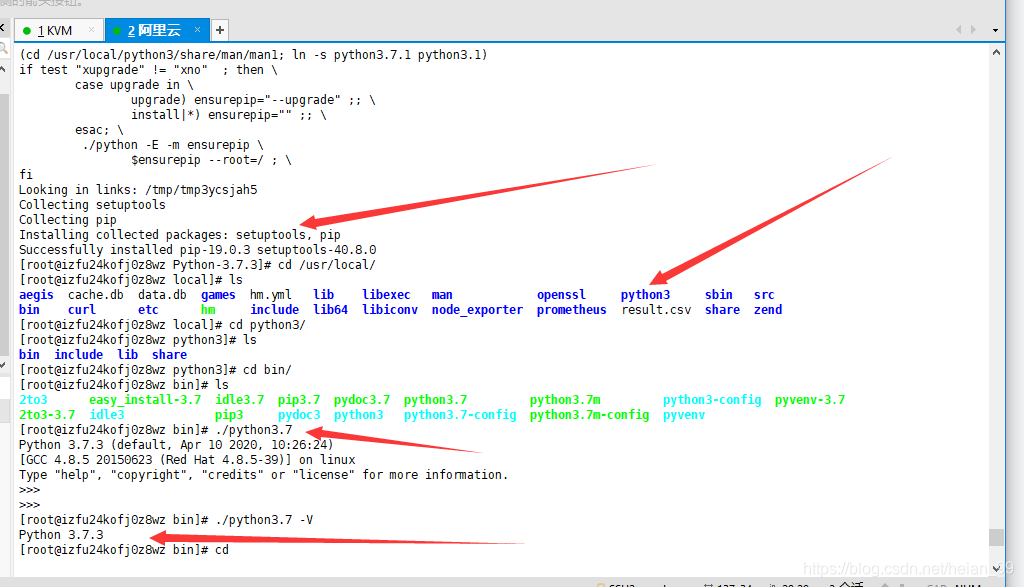 1 KVM × 2 阿里云 × +
(cd /usr/local/python3/share/man/man1; ln -s python3.7.1 python3.1)
if test "xupgrade" != "xno"  ; then \
case upgrade in \
upgrade) ensurepip="--upgrade" ;; \
install|*) ensurepip="" ;; \
esac; \
./python -E -m ensurepip \
$ensurepip --root=/ ; \
fi
Looking in links: /tmp/tmp3ycsjah5
Collecting setuptools
Collecting pip
Installing collected packages: setuptools, pip
Successfully installed pip-19.0.3 setuptools-40.8.0
[root@izfu24kofj0z8wz Python-3.7.3]# cd /usr/local/
[root@izfu24kofj0z8wz local]# ls
aegis cache.db data.db games hm.yml lib libexec man openssl python3 sbin src
bin curl etc hm include lib64 libiconv node_exporter prometheus result.csv share zend
[root@izfu24kofj0z8wz local]# cd python3/
[root@izfu24kofj0z8wz python3]# ls
bin include lib share
[root@izfu24kofj0z8wz python3]# cd bin/
[root@izfu24kofj0z8wz bin]# ls
2to3 easy_install-3.7 idle3.7 pip3.7 pydoc3.7 python3.7 python3.7m python3-config pyvenv-3.7
2to3-3.7 idle3 pip3 pydoc3 python3 python3.7-config python3.7m-config pyvenv
[root@izfu24kofj0z8wz bin]# ./python3.7
Python 3.7.3 (default, Apr 10 2020, 10:26:24)
[GCC 4.8.5 20150623 (Red Hat 4.8.5-39)] on linux
Type "help", "copyright", "credits" or "license" for more information.
>>>
>>>
[root@izfu24kofj0z8wz bin]# ./python3.7 -V
Python 3.7.3
[root@izfu24kofj0z8wz bin]# cd